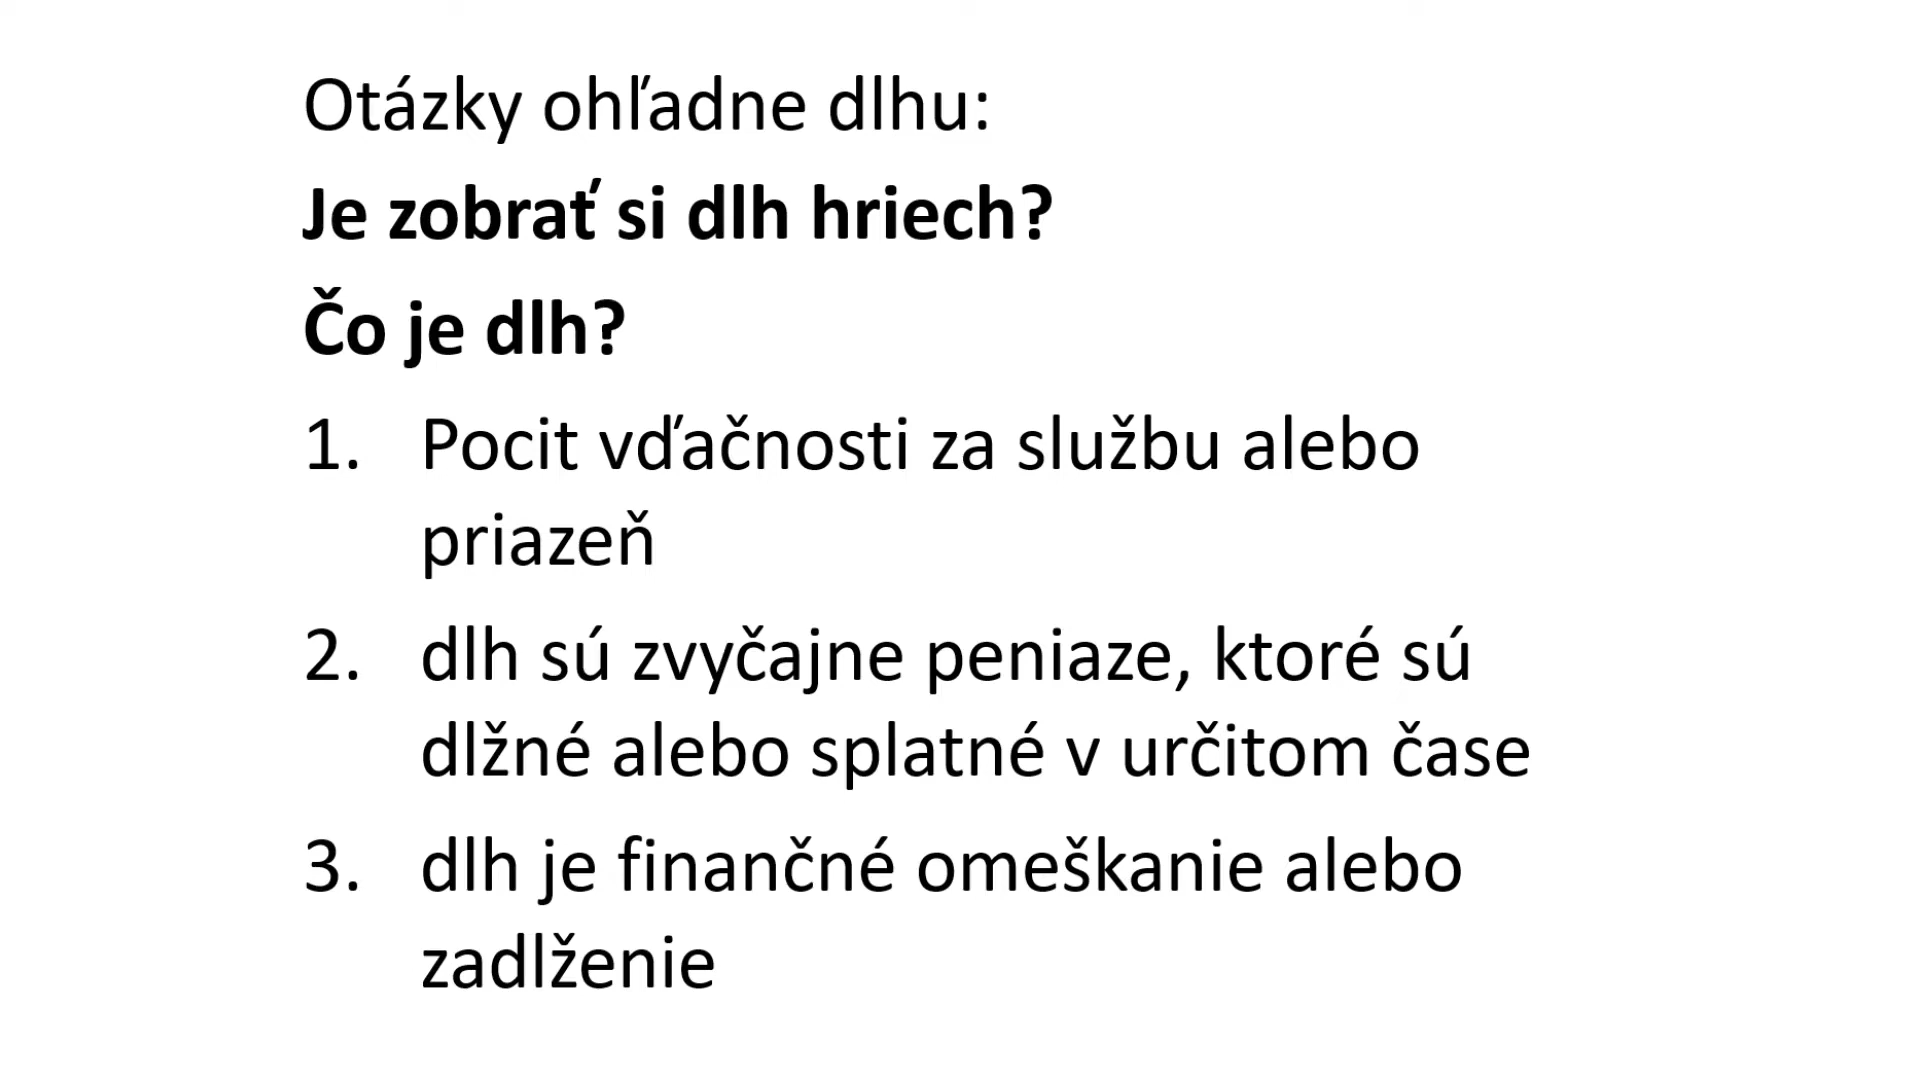 Otázky ohľadne dlhu:
Je zobrať si dlh hriech?
Čo je dlh?
1. Pocit vďačnosti za službu alebo
priazeň
2. dlh sú zvyčajne peniaze, ktoré sú
dlžné alebo splatné v určitom čase
3. dlh je finančné omeškanie alebo
zadlženie